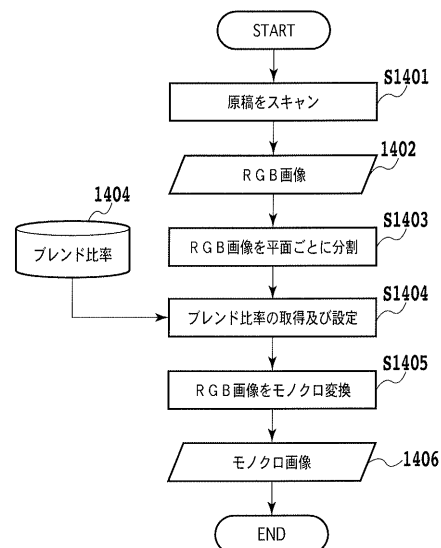 START
S1401
原稿をスキャン
1402
RGB画像
1404
S1403
ブレンド比率
RGB画像を平面ごとに分割
S1404
ブレンド比率の取得及び設定
S1405
RGB画像をモノクロ変換
モノクロ画像
1406
END